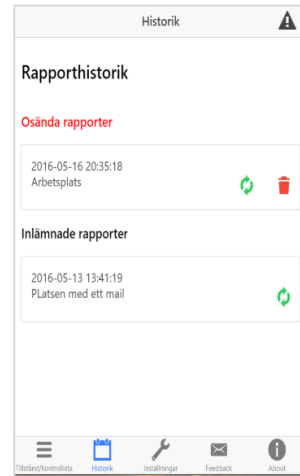 Historik
Rapporthistorik
Osända rapporter
2016-05-16 20:35:18
Arbetsplats
Inlämnade rapporter
2016-05-13 13:41:19
PLatsen med ett mail
Tillstånd/Kontrollista Historik Inställningar Feedback About